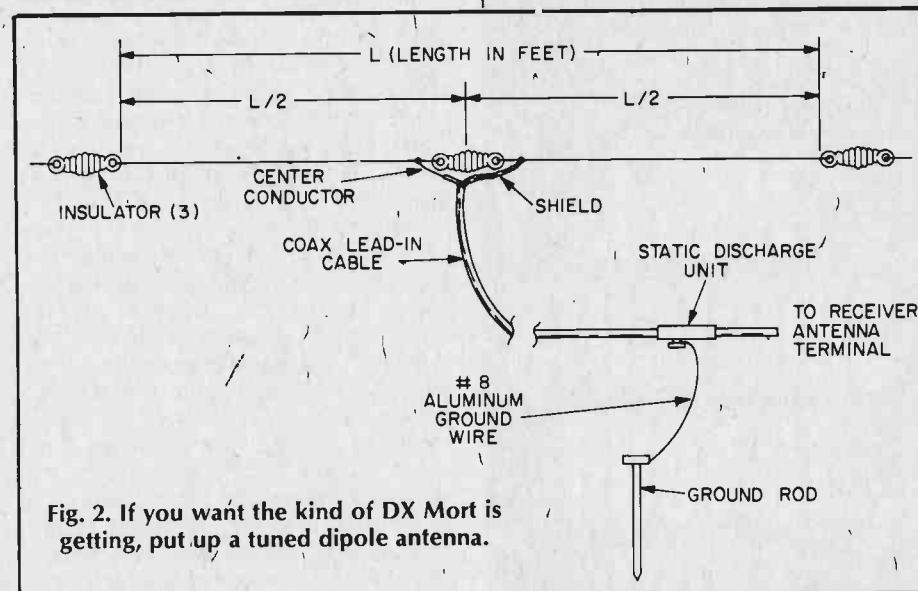 L (LENGTH IN FEET)
L/2
L/2
CENTER
CONDUCTOR
INSULATOR (3)
SHIELD
COAX LEAD-IN
CABLE
STATIC DISCHARGE
UNIT
TO RECEIVER
ANTENNA
TERMINAL
#8
ALUMINUM
GROUND
WIRE
GROUND ROD
Fig. 2. If you want the kind of DX Mort is
getting, put up a tuned dipole antenna.